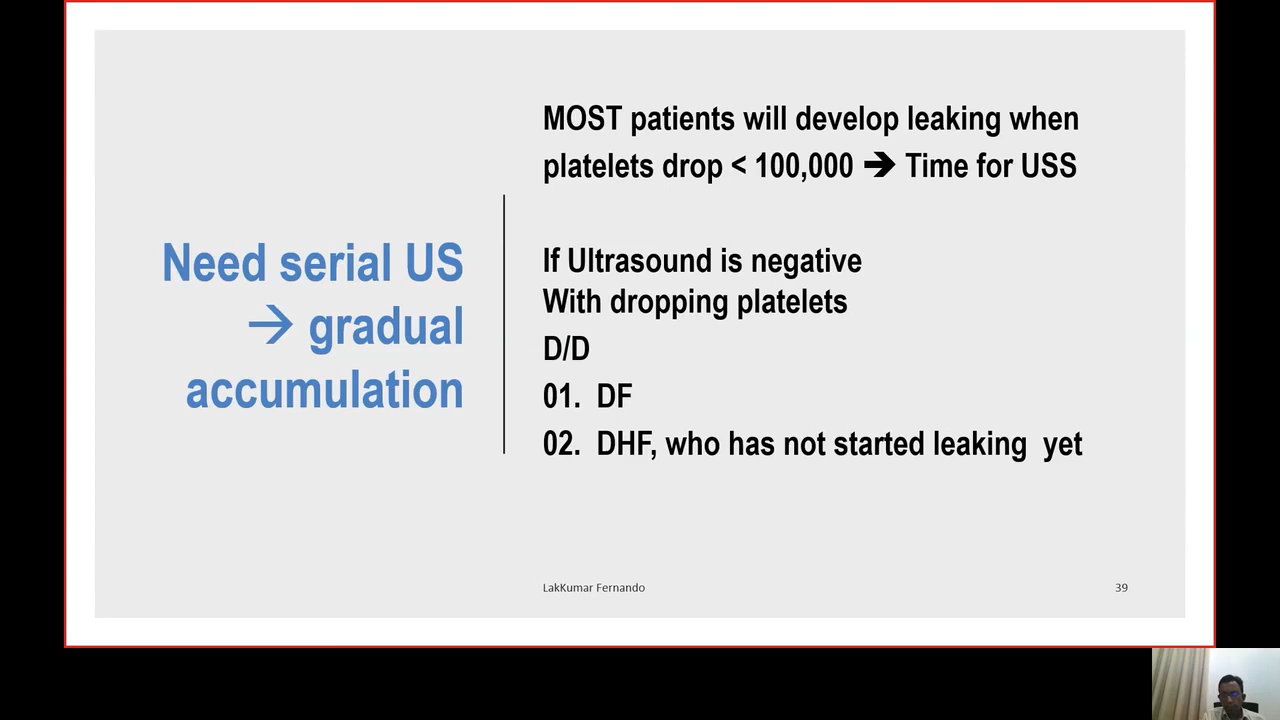 Need serial US
→ gradual
accumulation
MOST patients will develop leaking when
platelets drop < 100,000 ➔ Time for USS
If Ultrasound is negative
With dropping platelets
D/D
01. DF
02. DHF, who has not started leaking yet
LakKumar Fernando
39